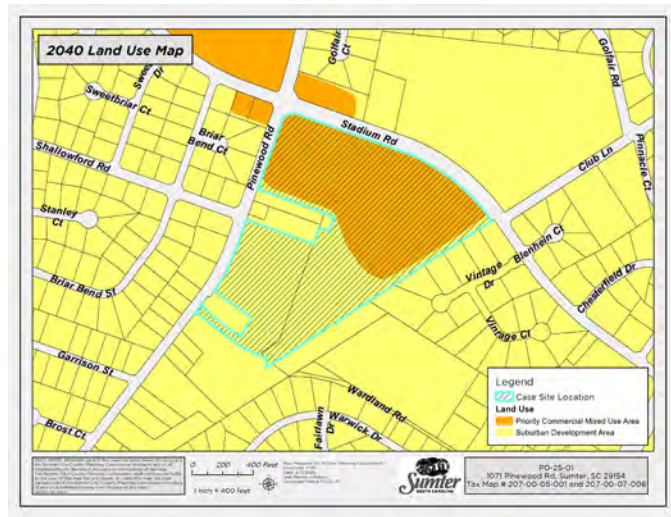 2040 Land Use Map
Golfair
Ct
Golfair Rd
Sweetbriar Ct
Dr
Briar
Bend Ct
Pinewood Rd
Stadium Rd
Club Ln
Pinnacle Ct
Shallowford Rd
Stanley
Ct
Briar Bend St
Vintage
Dr
Blenhein Ct
Chesterfield Dr
Vintage Ct
Garrison St
Wardland Rd
Fairlawn
Dr
Warwick Dr
Brost Ct
Legend
Case Site Location
Land Use
Priority Commercial Mixed Use Area
Suburban Development Area
0 200 400 Feet
1 inch = 400 feet
Sumter
SOUTH CAROLINA
PD-25-01
1071 Pinewood Rd, Sumter, SC 29154
Tax Map # 207-00-05-001 and 207-00-07-006